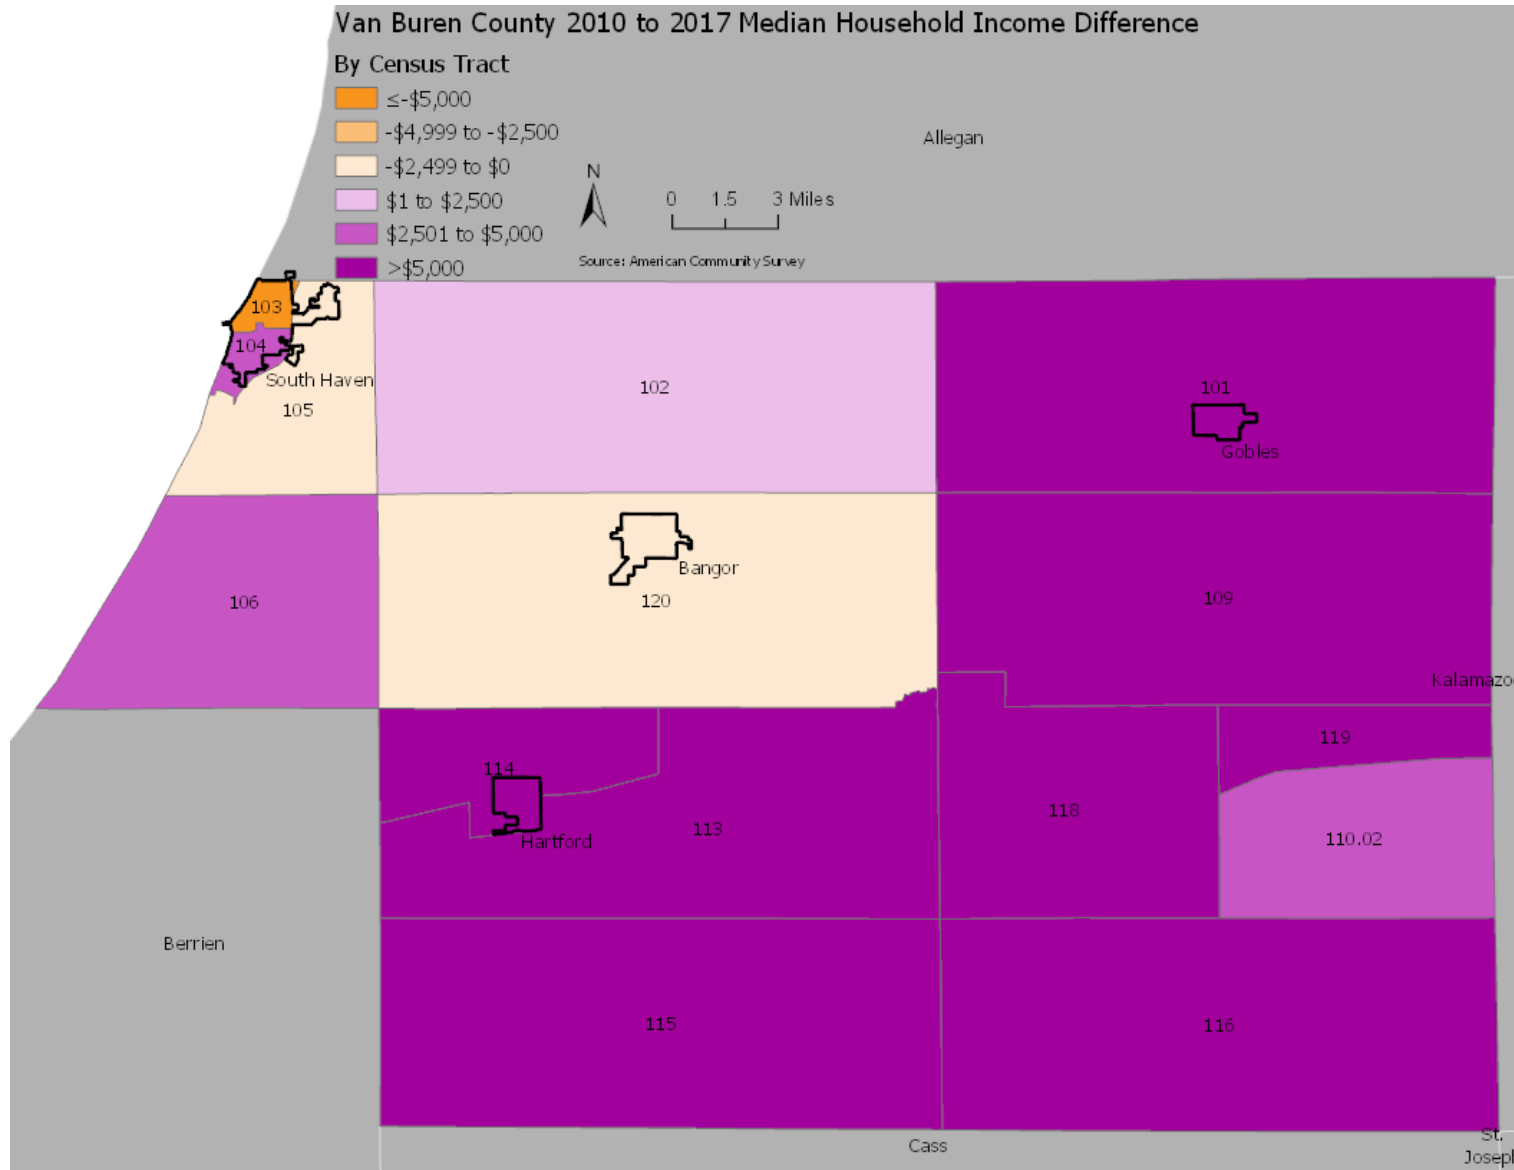 Van Buren County 2010 to 2017 Median Household Income Difference
By Census Tract
≤-$5,000
-$4,999 to -$2,500
-$2,499 to $0
$1 to $2,500
$2,501 to $5,000
>$5,000
N
0 1.5 3 Miles
Source: American Community Survey
Allegan
103
104
South Haven
105
102
101
Gobles
106
Bangor
120
109
Kalamazo
114
Hartford
113
118
119
110.02
Berrien
115
116
Cass
St.
Joseph